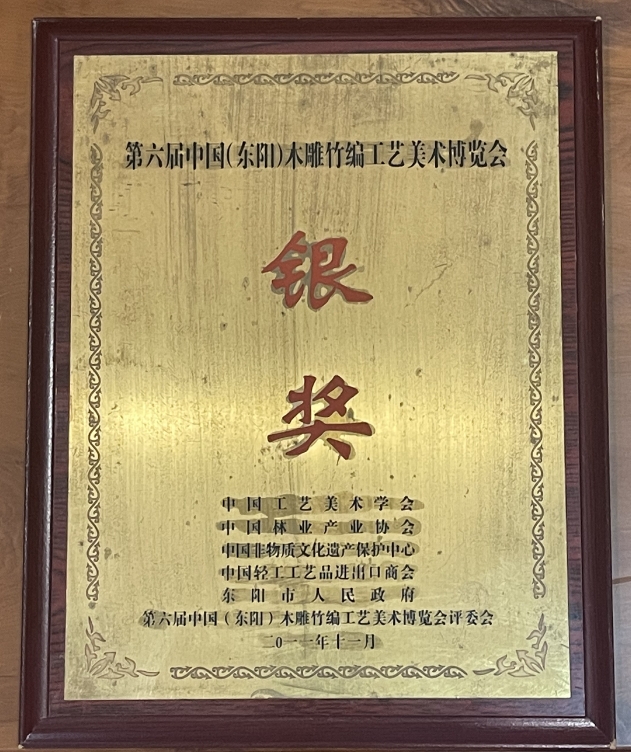 第六届中国(东阳)木雕竹编工艺美术博览会
银
奖
中国工艺美术学会
中国林业产业协会
中国非物质文化遗产保护中心
中国轻工工艺品进出口商会
东阳市人民政府
第六届中国(东阳)木雕竹编工艺美术博览会评委会
二0一一年十一月